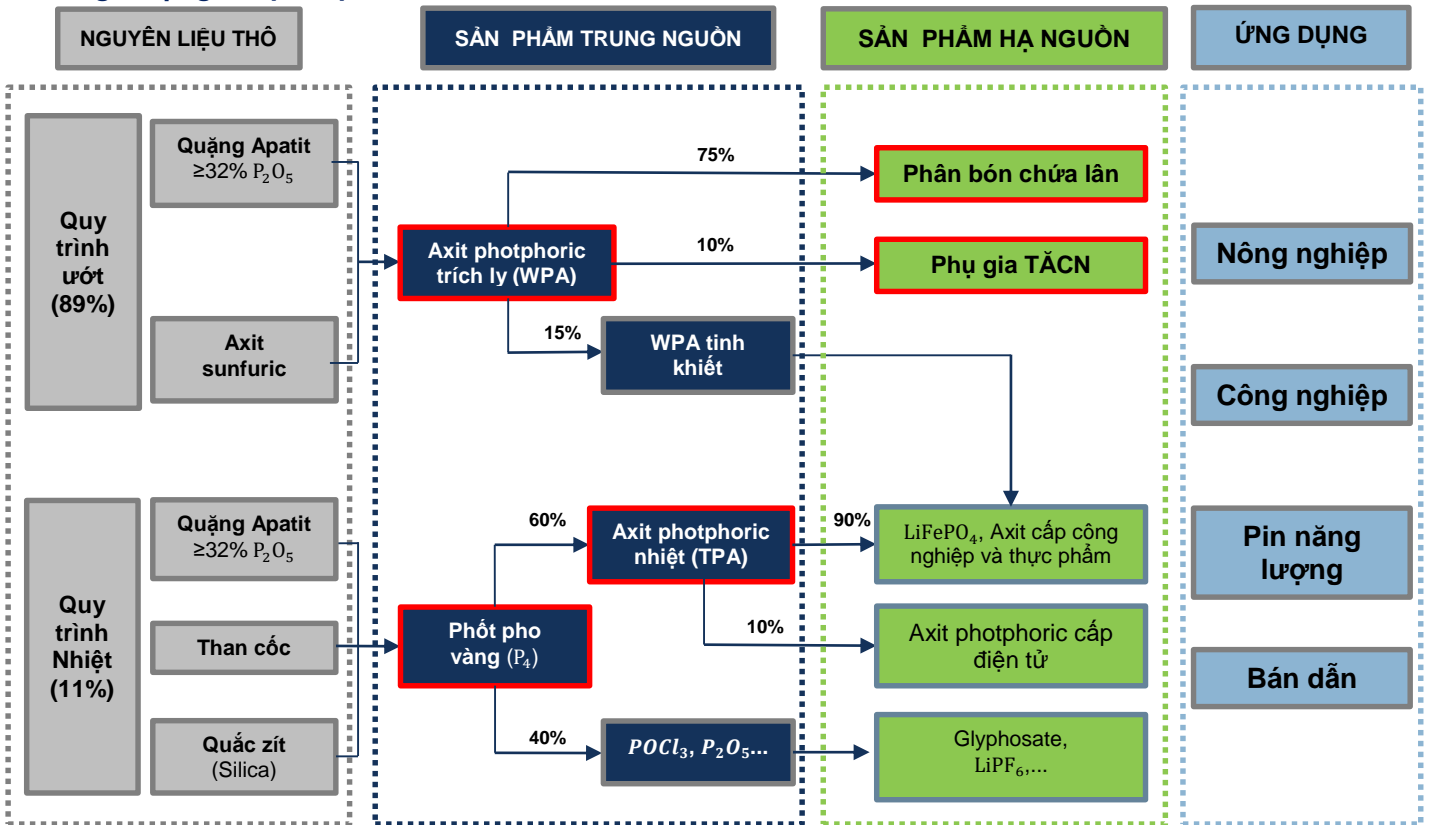 NGUYÊN LIỆU THÔ
SẢN PHẨM TRUNG NGUỒN
SẢN PHẨM HẠ NGUỒN
ỨNG DỤNG
Quy
trình
ướt
(89%)
Quặng Apatit
≥32% P₂O₅
Axit
sunfuric
Axit photphoric
trích ly (WPA)
75%
10%
15%
WPA tinh
khiết
Phân bón chứa lân
Phụ gia TĂCN
Quy
trình
Nhiệt
(11%)
Quặng Apatit
≥32% P₂O₅
Than cốc
Quắc zít
(Silica)
Phốt pho
vàng (P₄)
60%
40%
Axit photphoric
nhiệt (TPA)
90%
10%
POCl₃, P₂O₅...
LiFePO₄, Axit cấp công
nghiệp và thực phẩm
Axit photphoric cấp
điện tử
Glyphosate,
LiPF₆,...
Nông nghiệp
Công nghiệp
Pin năng
lượng
Bán dẫn